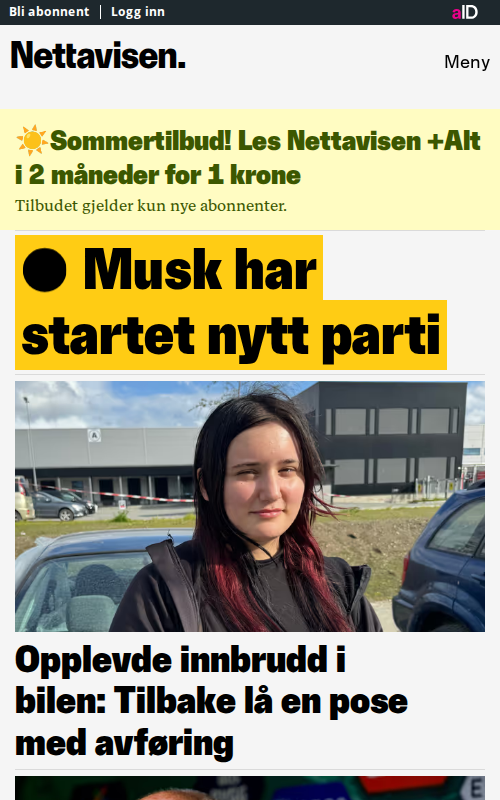 Bli abonnent | Logg inn
aID
Nettavisen.
Meny
☀️Sommertilbud! Les Nettavisen +Alt
i 2 måneder for 1 krone
Tilbudet gjelder kun nye abonnenter.
● Musk har
startet nytt parti
A
Opplevde innbrudd i
bilen: Tilbake lå en pose
med avføring